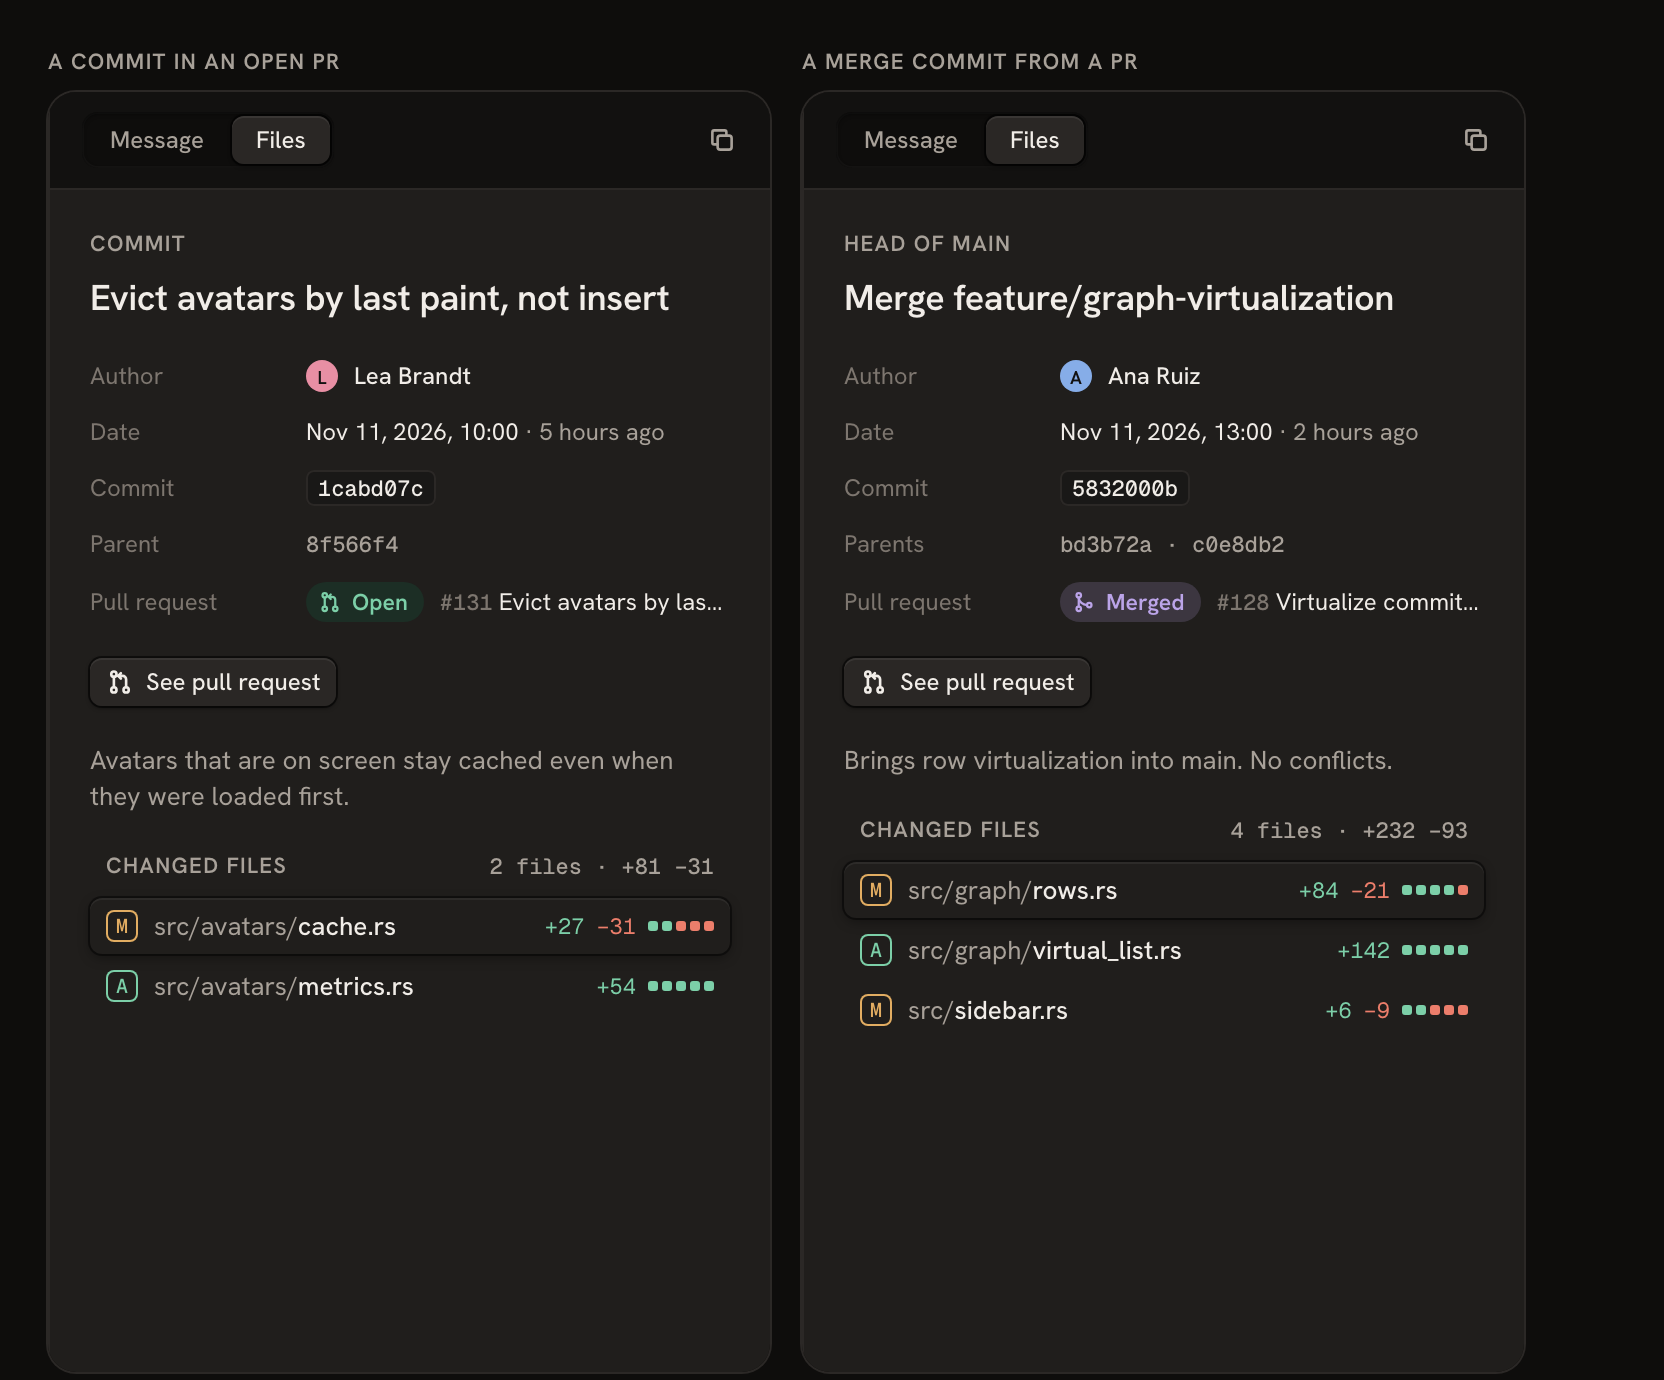 A COMMIT IN AN OPEN PR
Message
Files
COMMIT
Evict avatars by last paint, not insert
Author
L Lea Brandt
Date
Nov 11, 2026, 10:00 · 5 hours ago
Commit
1cabd07c
Parent
8f566f4
Pull request
Open #131 Evict avatars by las...
See pull request
Avatars that are on screen stay cached even when
they were loaded first.
CHANGED FILES
2 files · +81 −31
M src/avatars/cache.rs +27 −31
A src/avatars/metrics.rs +54
A MERGE COMMIT FROM A PR
Message
Files
HEAD OF MAIN
Merge feature/graph-virtualization
Author
A Ana Ruiz
Date
Nov 11, 2026, 13:00 · 2 hours ago
Commit
5832000b
Parents
bd3b72a · c0e8db2
Pull request
Merged #128 Virtualize commit...
See pull request
Brings row virtualization into main. No conflicts.
CHANGED FILES
4 files · +232 −93
M src/graph/rows.rs +84 −21
A src/graph/virtual_list.rs +142
M src/sidebar.rs +6 −9